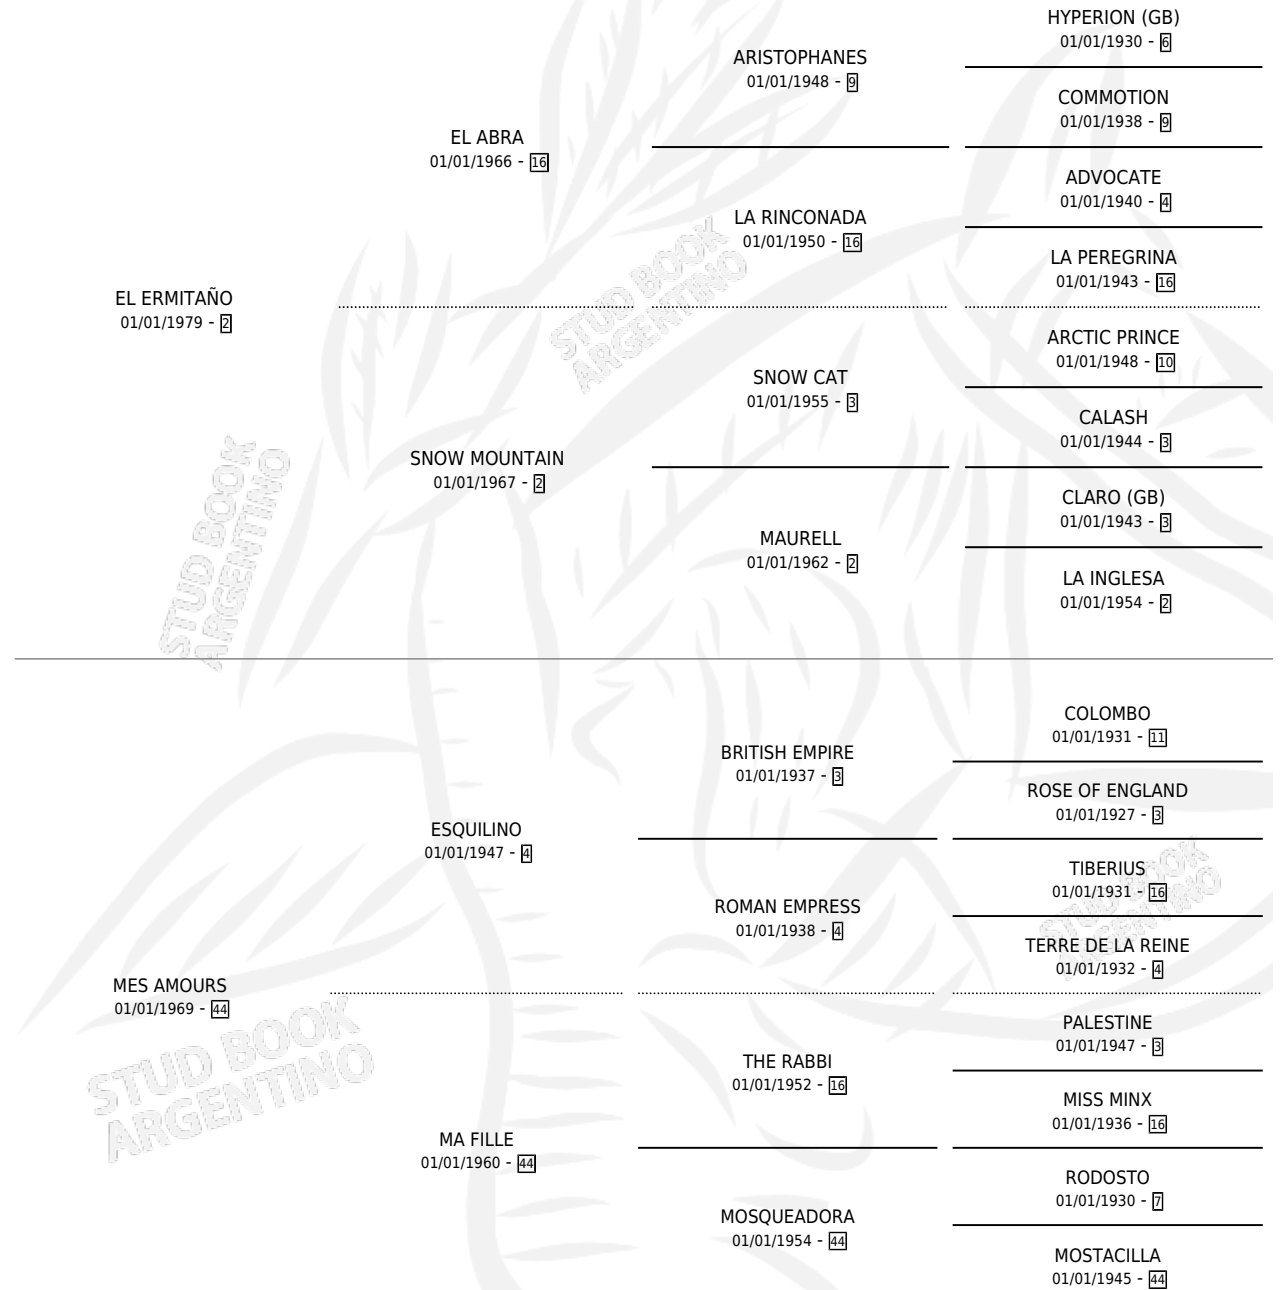 HYPERION (GB)
01/01/1930 - 6
ARISTOPHANES
01/01/1948 - 9
COMMOTION
01/01/1938 - 9
EL ABRA
01/01/1966 - 16
ADVOCATE
01/01/1940 - 4
LA RINCONADA
01/01/1950 - 16
LA PEREGRINA
01/01/1943 - 16
EL ERMITAÑO
01/01/1979 - 2
ARCTIC PRINCE
01/01/1948 - 10
SNOW CAT
01/01/1955 - 3
CALASH
01/01/1944 - 3
SNOW MOUNTAIN
01/01/1967 - 2
CLARO (GB)
01/01/1943 - 3
MAURELL
01/01/1962 - 2
LA INGLESA
01/01/1954 - 2
COLOMBO
01/01/1931 - 11
BRITISH EMPIRE
01/01/1937 - 3
ROSE OF ENGLAND
01/01/1927 - 3
ESQUILINO
01/01/1947 - 4
TIBERIUS
01/01/1931 - 16
ROMAN EMPRESS
01/01/1938 - 4
TERRE DE LA REINE
01/01/1932 - 4
MES AMOURS
01/01/1969 - 44
PALESTINE
01/01/1947 - 3
THE RABBI
01/01/1952 - 16
MISS MINX
01/01/1936 - 16
MA FILLE
01/01/1960 - 44
RODOSTO
01/01/1930 - 7
MOSQUEADORA
01/01/1954 - 44
MOSTACILLA
01/01/1945 - 44
STUD BOOK
ARGENTINO
STUD BOOK
ARGENTINO
STUD BOOK
ARGENTINO
STUD BOOK
ARGENTINO